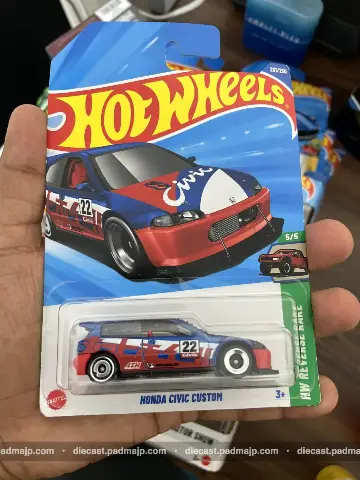 HOT WHEELS
Civic
22
5/5
HW REVERSE RAKE
22
MATTEL
HONDA CIVIC CUSTOM
3+
diecast.padmajp.com • diecast.padmajp.com • diecast.padmajp.com